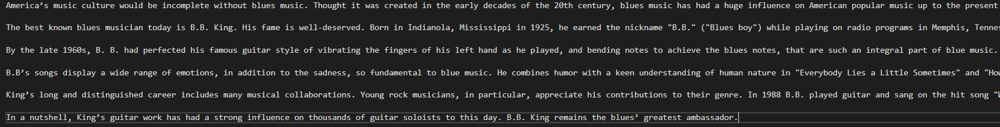 America’s music culture would be incomplete without blues music. Thought it was created in the early decades of the 20th century, blues music has had a huge influence on American popular music up to the present
The best known blues musician today is B.B. King. His fame is well-deserved. Born in Indianola, Mississippi in 1925, he earned the nickname "B.B." ("Blues boy") while playing on radio programs in Memphis,
By the late 1960s, B. B. had perfected his famous guitar style of vibrating the fingers of his left hand as he played, and bending notes to achieve the blues notes, that are such an integral part of blue music.
B.B’s songs display a wide range of emotions, in addition to the sadness, so fundamental to blue music. He combines humor with a keen understanding of human nature in "Everybody Lies a Little Sometimes" and
King’s long and distinguished career includes many musical collaborations. Young rock musicians, in particular, appreciate his contributions to their genre. In 1988 B.B. played guitar and sang on the hit song
In a nutshell, King’s guitar work has had a strong influence on thousands of guitar soloists to this day. B.B. King remains the blues’ greatest ambassador.